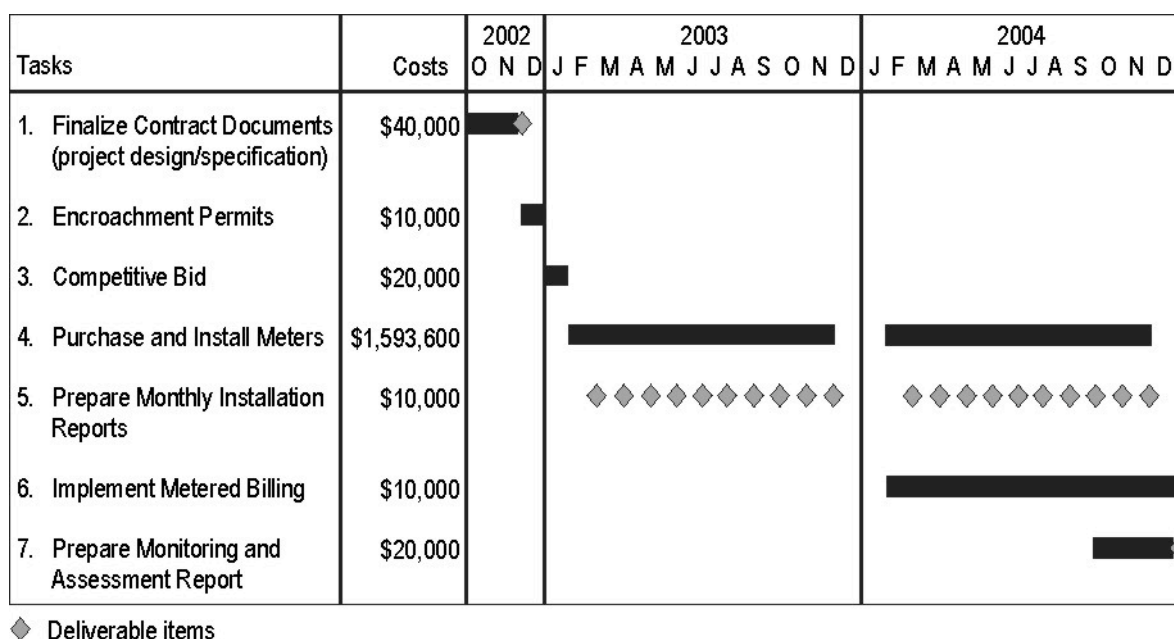 2002 2003 2004
Tasks Costs O N D J F M A M J J A S O N D J F M A M J J A S O N D
1. Finalize Contract Documents $40,000
(project design/specification)
2. Encroachment Permits $10,000
3. Competitive Bid $20,000
4. Purchase and Install Meters $1,593,600
5. Prepare Monthly Installation $10,000
Reports
6. Implement Metered Billing $10,000
7. Prepare Monitoring and $20,000
Assessment Report
Deliverable items